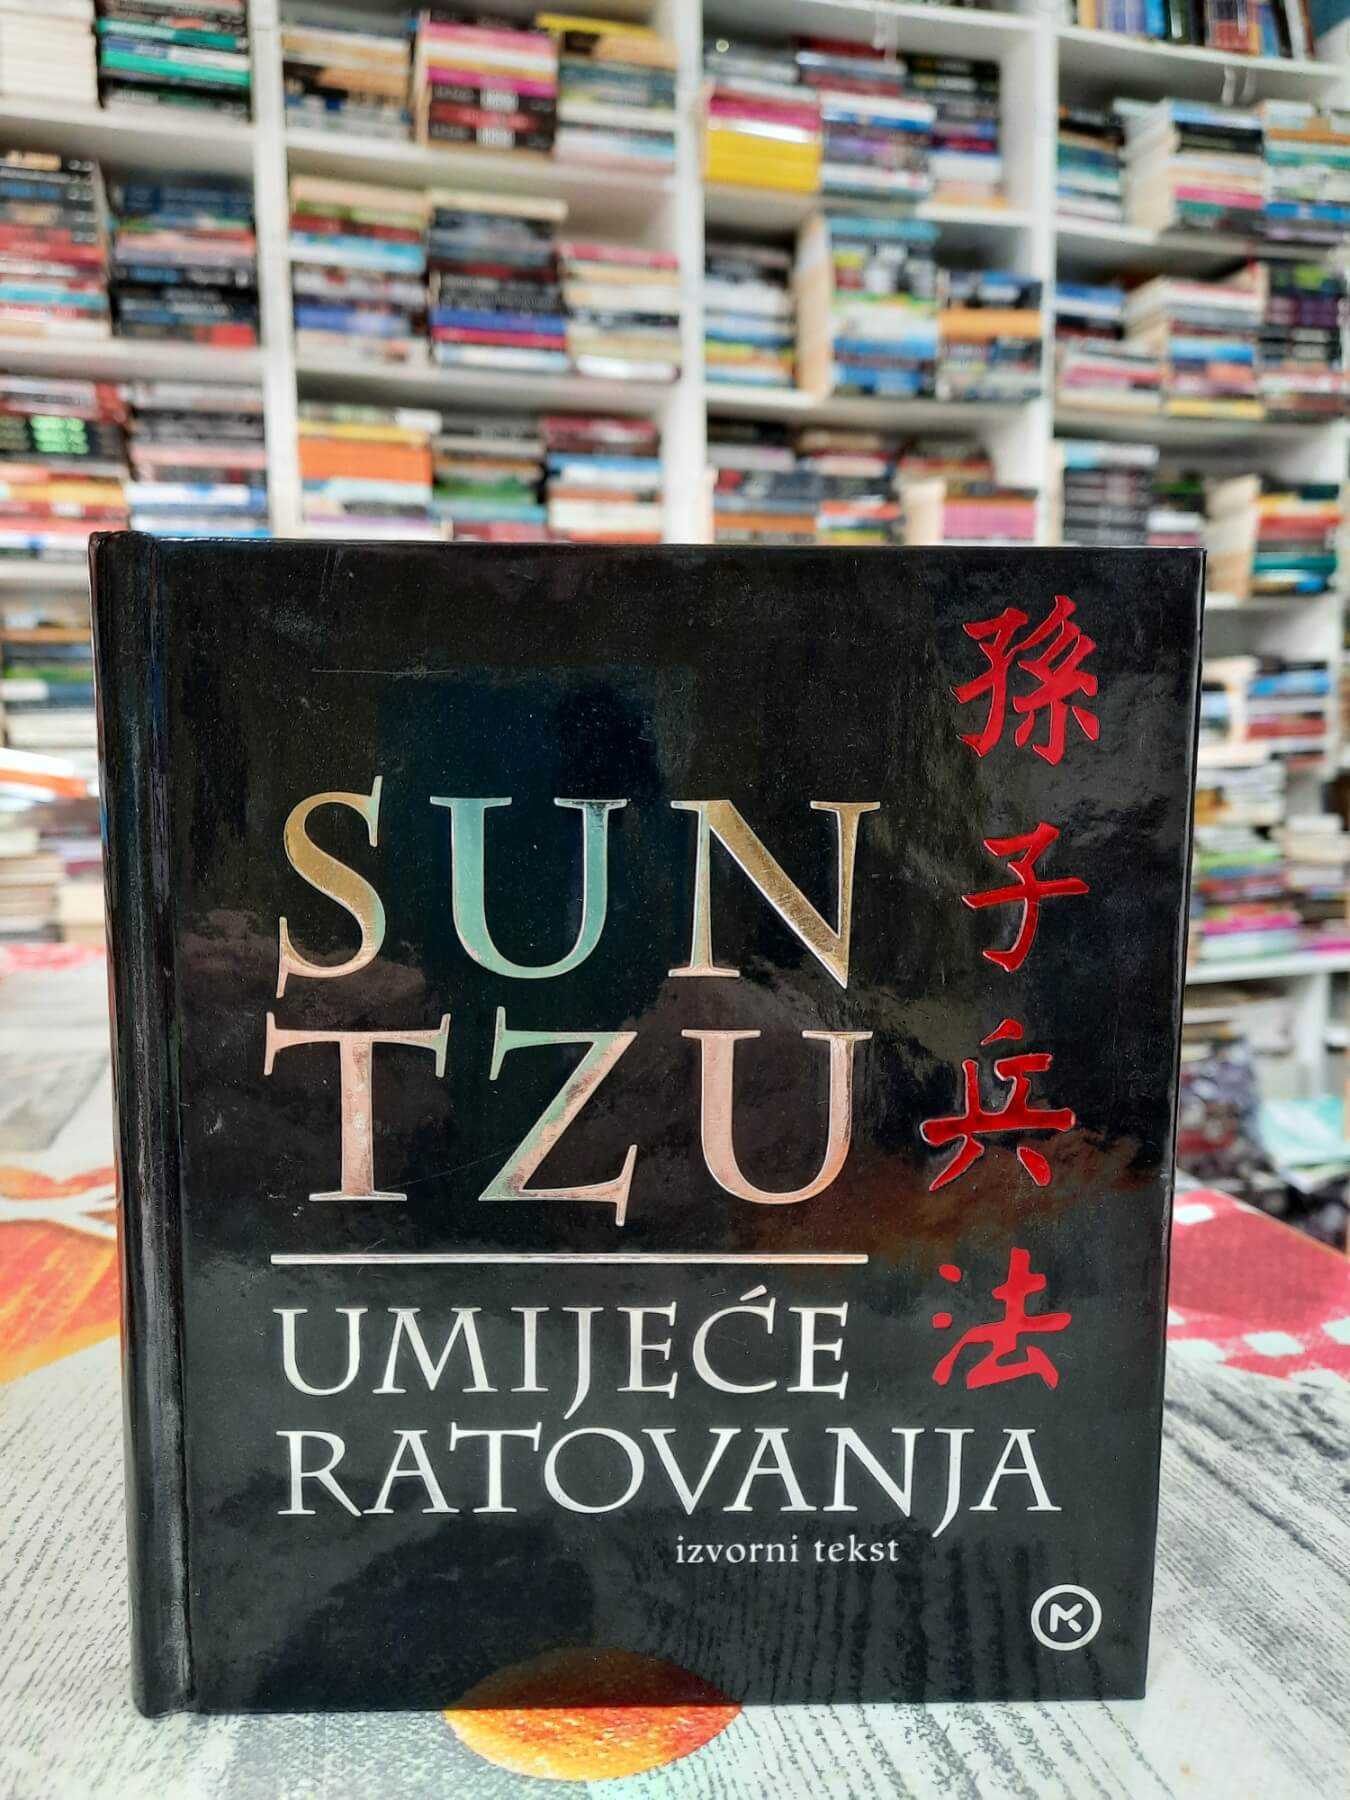 SUN
TZU
UMIJEĆE
RATOVANJA
izvorni tekst
孫子兵法